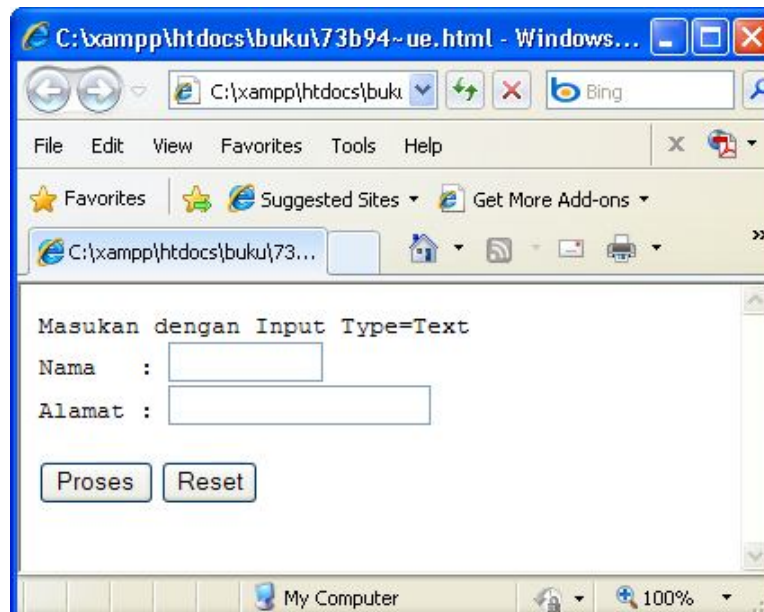 C:\xampp\htdocs\buku\73b94~ue.html - Windows...
C:\xampp\htdocs\buku Bing
File Edit View Favorites Tools Help
Favorites Suggested Sites Get More Add-ons
C:\xampp\htdocs\buku\73...
Masukan dengan Input Type=Text
Nama :
Alamat :
Proses Reset
My Computer 100%